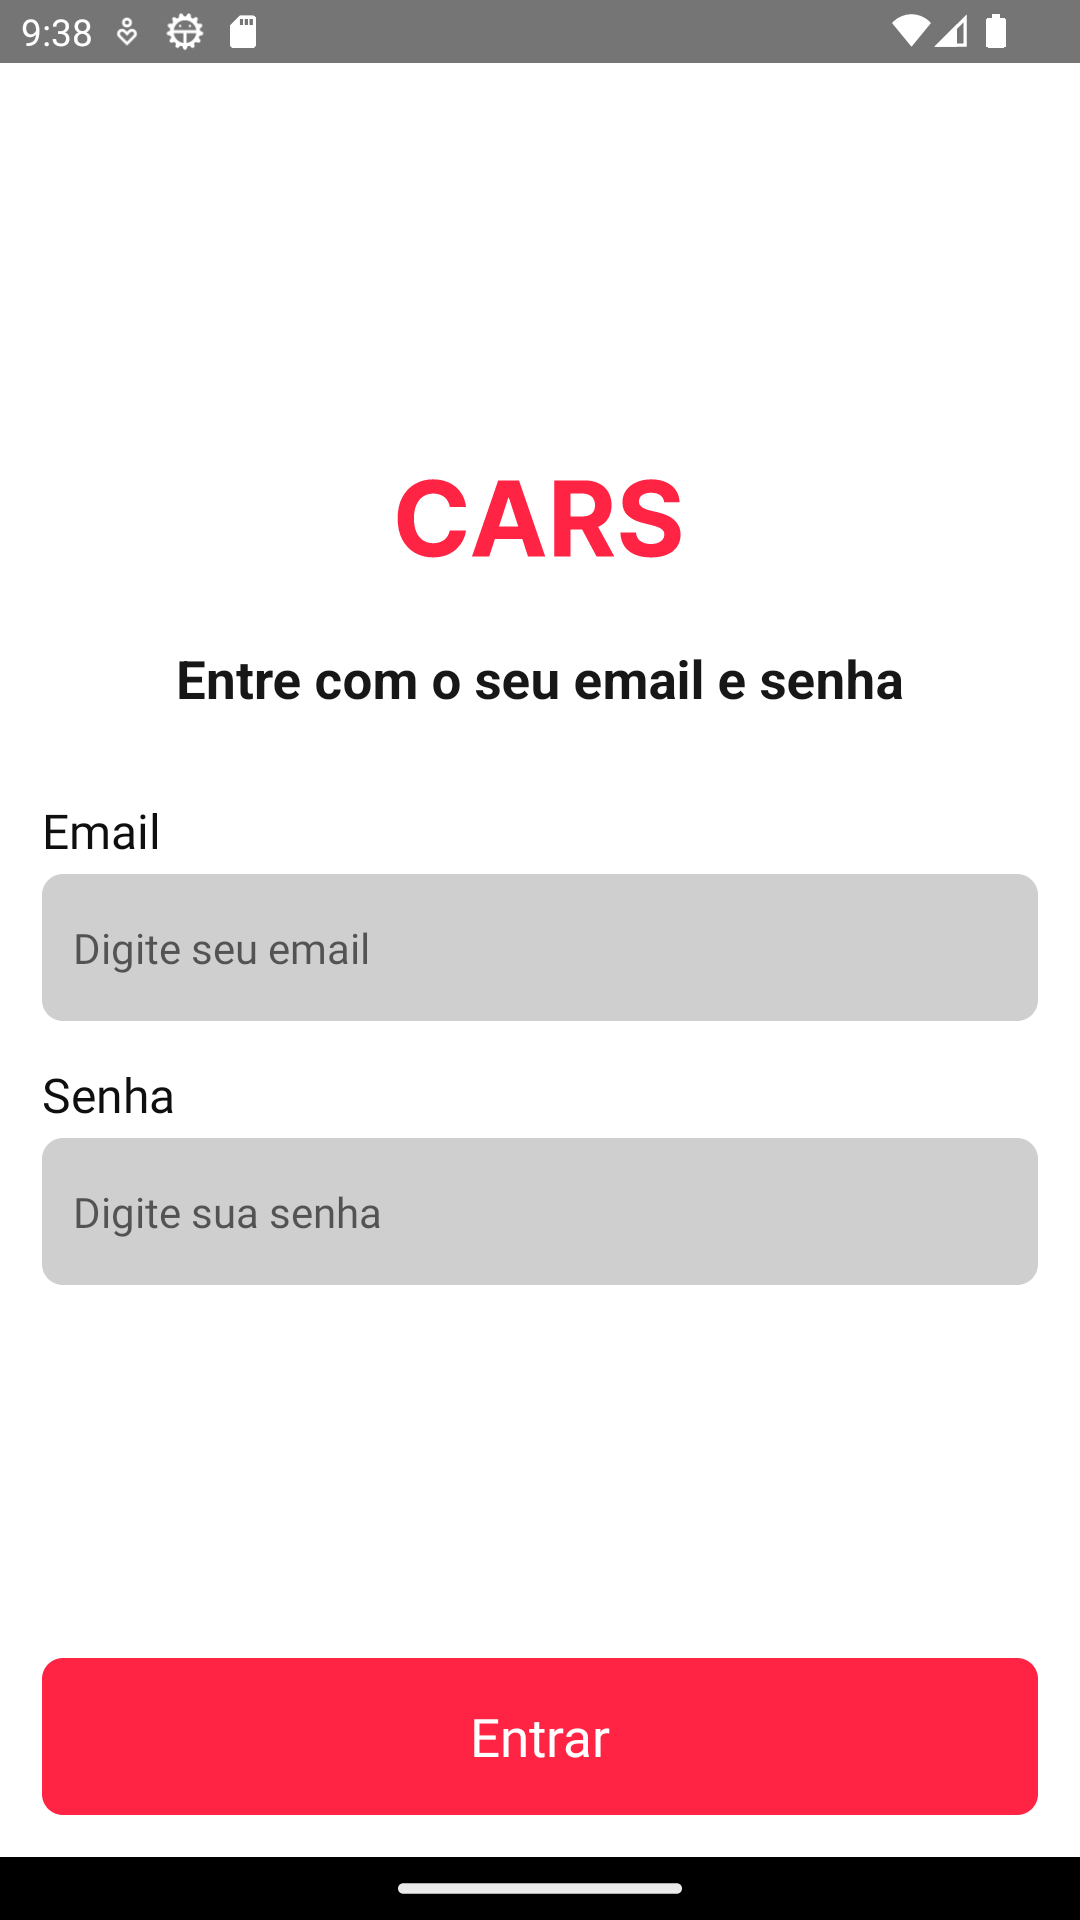 9:38
CARS
Entre com o seu email e senha
Email
Digite seu email
Senha
Digite sua senha
Entrar